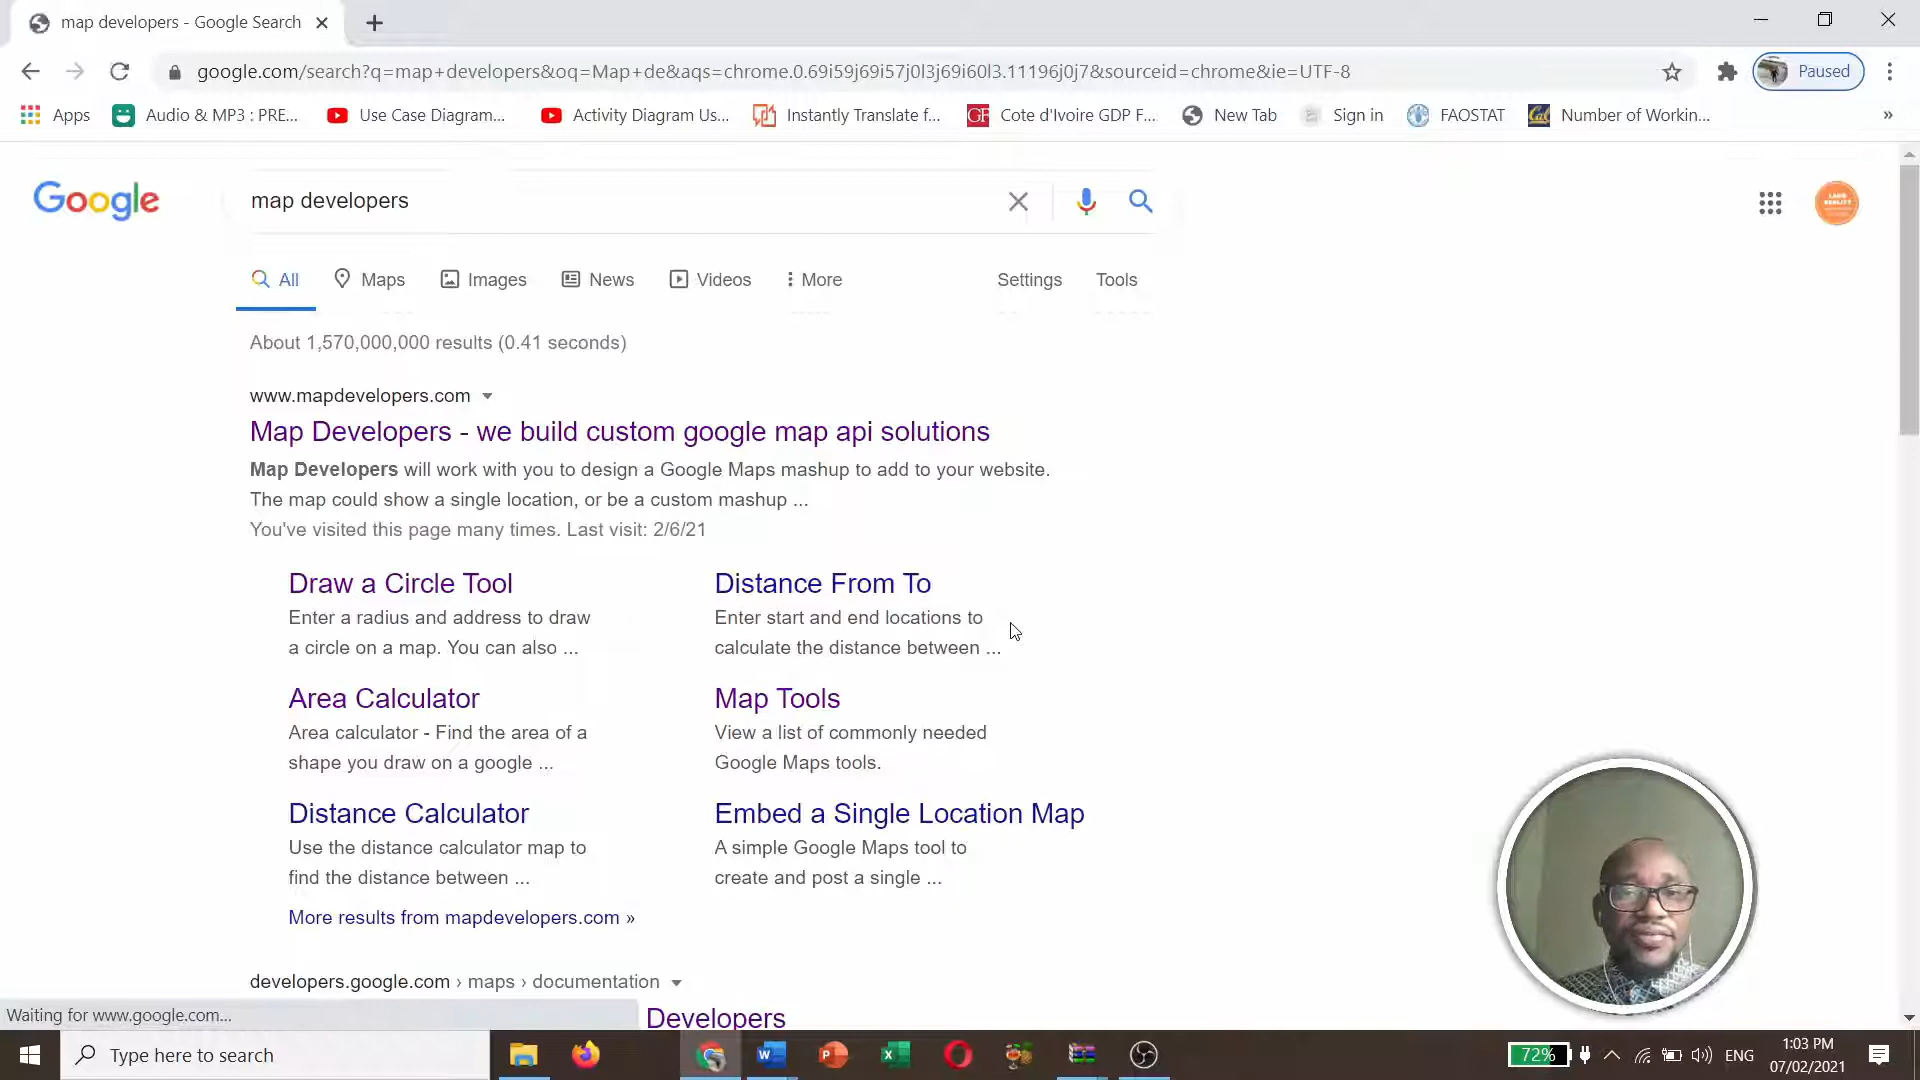 map developers - Google Search
google.com/search?q=map+developers&oq=Map+de&aqs=chrome.0.69i59j69i57j0l3j69i60l3.11196j0j7&sourceid=chrome&ie=UTF-8
Paused
Apps
Audio & MP3 : PRE...
Use Case Diagram...
Activity Diagram Us...
Instantly Translate f...
Cote d'Ivoire GDP F...
New Tab
Sign in
FAOSTAT
Number of Workin...
»
Google
map developers
All
Maps
Images
News
Videos
More
Settings
Tools
About 1,570,000,000 results (0.41 seconds)
www.mapdevelopers.com
Map Developers - we build custom google map api solutions
Map Developers will work with you to design a Google Maps mashup to add to your website.
The map could show a single location, or be a custom mashup ...
You've visited this page many times. Last visit: 2/6/21
Draw a Circle Tool
Enter a radius and address to draw
a circle on a map. You can also ...
Distance From To
Enter start and end locations to
calculate the distance between ...
Area Calculator
Area calculator - Find the area of a
shape you draw on a google ...
Map Tools
View a list of commonly needed
Google Maps tools.
Distance Calculator
Use the distance calculator map to
find the distance between ...
Embed a Single Location Map
A simple Google Maps tool to
create and post a single ...
More results from mapdevelopers.com »
developers.google.com › maps › documentation
Developers
Waiting for www.google.com...
Type here to search
72%
ENG
1:03 PM
07/02/2021